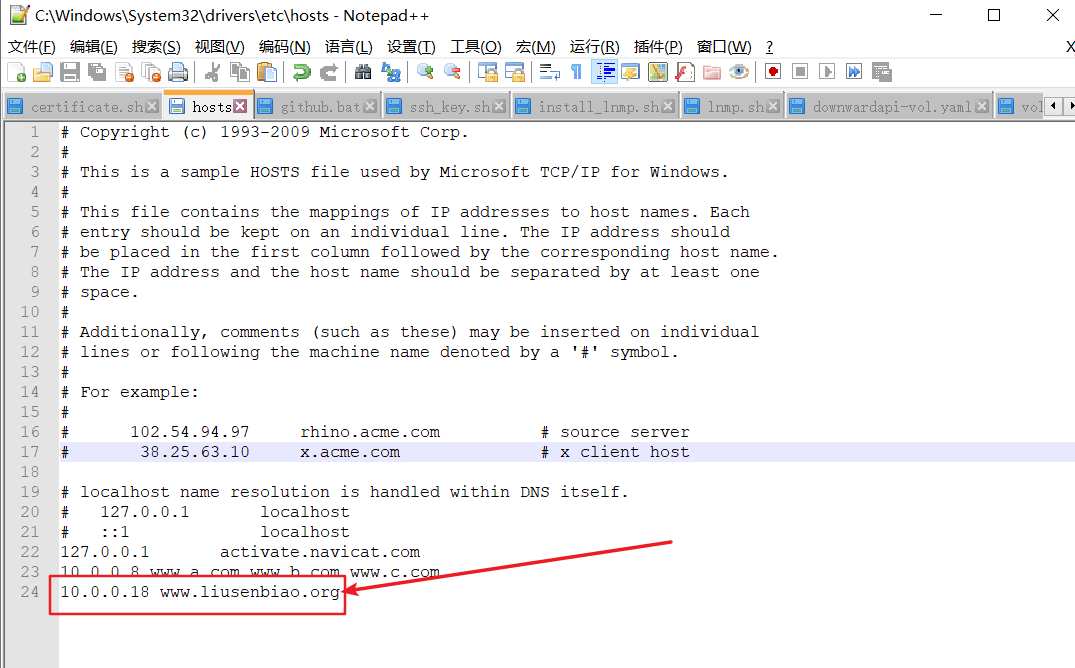 C:\Windows\System32\drivers\etc\hosts - Notepad++
文件(F) 编辑(E) 搜索(S) 视图(V) 编码(N) 语言(L) 设置(T) 工具(O) 宏(M) 运行(R) 插件(P) 窗口(W) ? X
certificate.sh hosts github.bat ssh_key.sh install_lnmp.sh lnmp.sh downwardapi-vol.yaml vol
1 # Copyright (c) 1993-2009 Microsoft Corp.
2 #
3 # This is a sample HOSTS file used by Microsoft TCP/IP for Windows.
4 #
5 # This file contains the mappings of IP addresses to host names. Each
6 # entry should be kept on an individual line. The IP address should
7 # be placed in the first column followed by the corresponding host name.
8 # The IP address and the host name should be separated by at least one
9 # space.
10 #
11 # Additionally, comments (such as these) may be inserted on individual
12 # lines or following the machine name denoted by a '#' symbol.
13 #
14 # For example:
15 #
16 # 102.54.94.97 rhino.acme.com # source server
17 # 38.25.63.10 x.acme.com # x client host
18
19 # localhost name resolution is handled within DNS itself.
20 # 127.0.0.1 localhost
21 # ::1 localhost
22 127.0.0.1 activate.navicat.com
23 10.0.0.8 www.a.com www.b.com www.c.com
24 10.0.0.18 www.liusenbiao.org